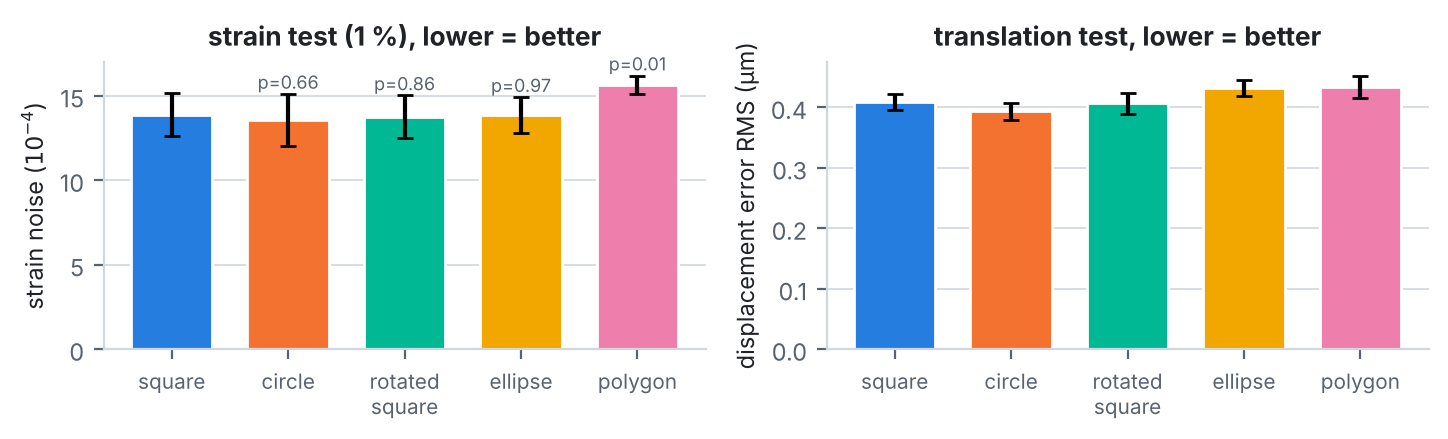 strain test (1 %), lower = better
strain noise (10⁻⁴)
15
10
5
0
p=0.66
p=0.86
p=0.97
p=0.01
square
circle
rotated
square
ellipse
polygon
translation test, lower = better
displacement error RMS (µm)
0.4
0.3
0.2
0.1
0.0
square
circle
rotated
square
ellipse
polygon